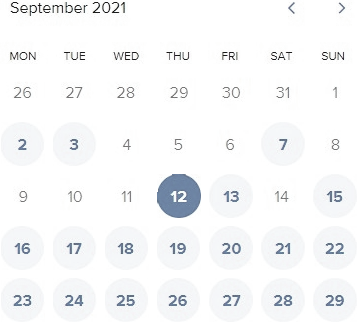 September 2021
MON TUE WED THU FRI SAT SUN
26 27 28 29 30 31 1
2 3 4 5 6 7 8
9 10 11 12 13 14 15
16 17 18 19 20 21 22
23 24 25 26 27 28 29